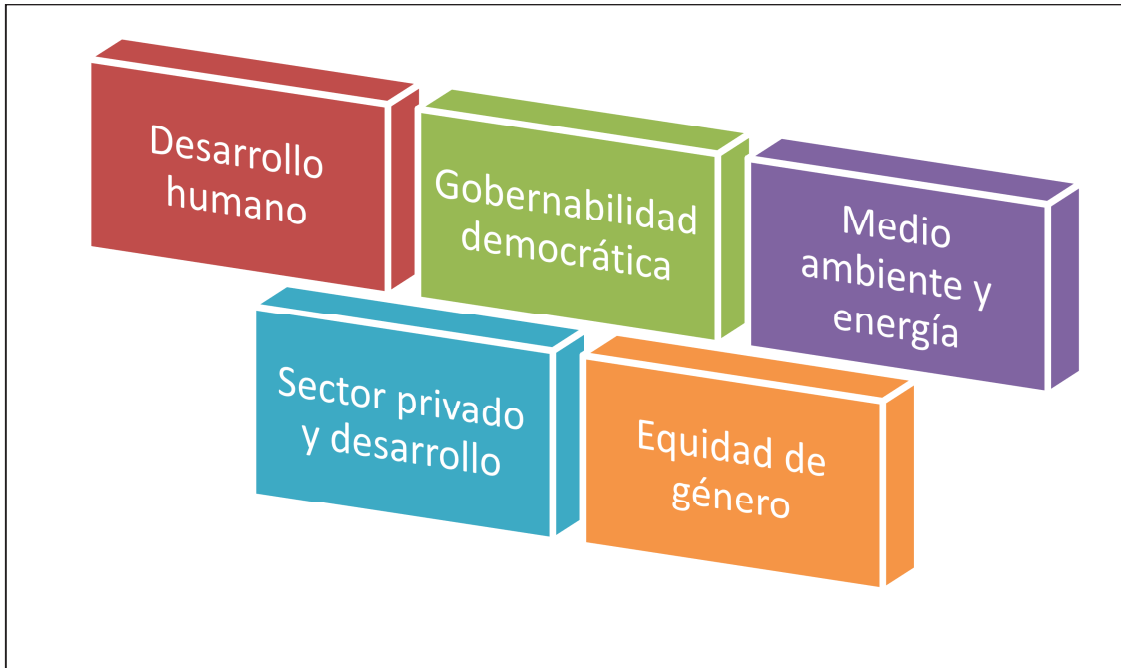 Desarrollo
humano
Gobernabilidad
democrática
Medio
ambiente y
energía
Sector privado
y desarrollo
Equidad de
género